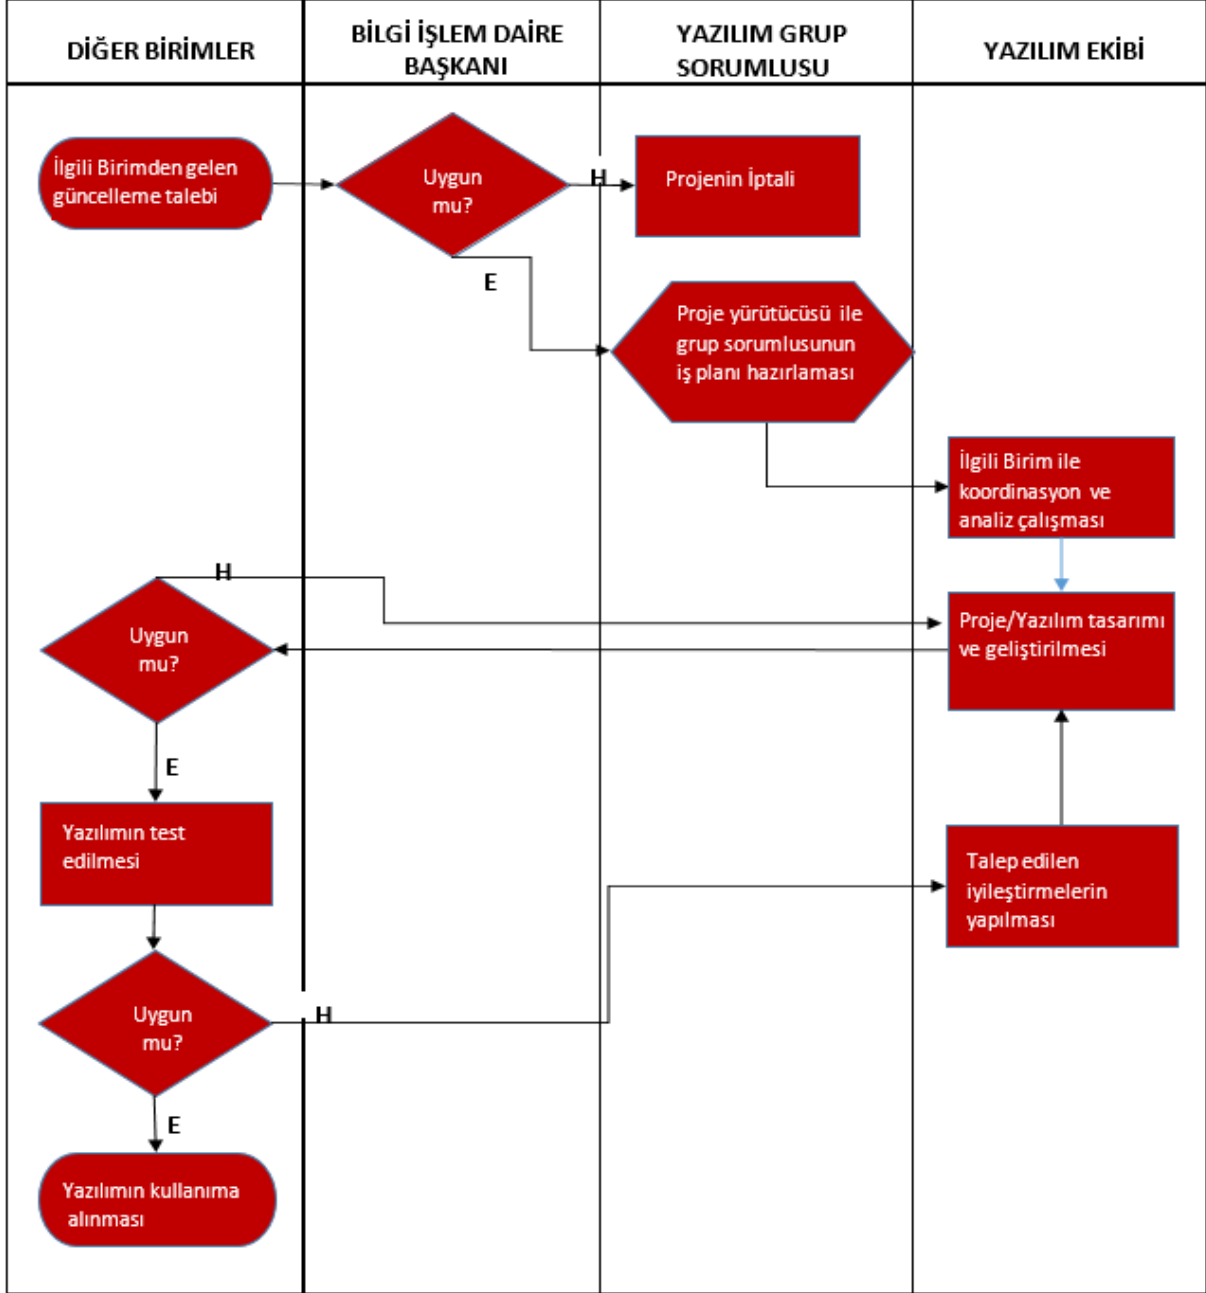 DİĞER BİRİMLER
BİLGİ İŞLEM DAİRE
BAŞKANI
YAZILIM GRUP
SORUMLUSU
YAZILIM EKİBİ
İlgili Birimden gelen
güncelleme talebi
Uygun
mu?
H
Projenin İptali
E
Proje yürütücüsü ile
grup sorumlusunun
iş planı hazırlaması
İlgili Birim ile
koordinasyon ve
analiz çalışması
H
Uygun
mu?
Proje/Yazılım tasarımı
ve geliştirilmesi
E
Yazılımın test
edilmesi
Talep edilen
iyileştirmelerin
yapılması
Uygun
mu?
H
E
Yazılımın kullanıma
alınması